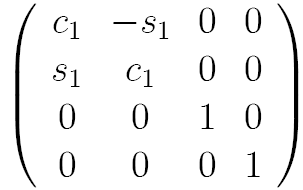 c₁ −s₁ 0 0
s₁ c₁ 0 0
0 0 1 0
0 0 0 1